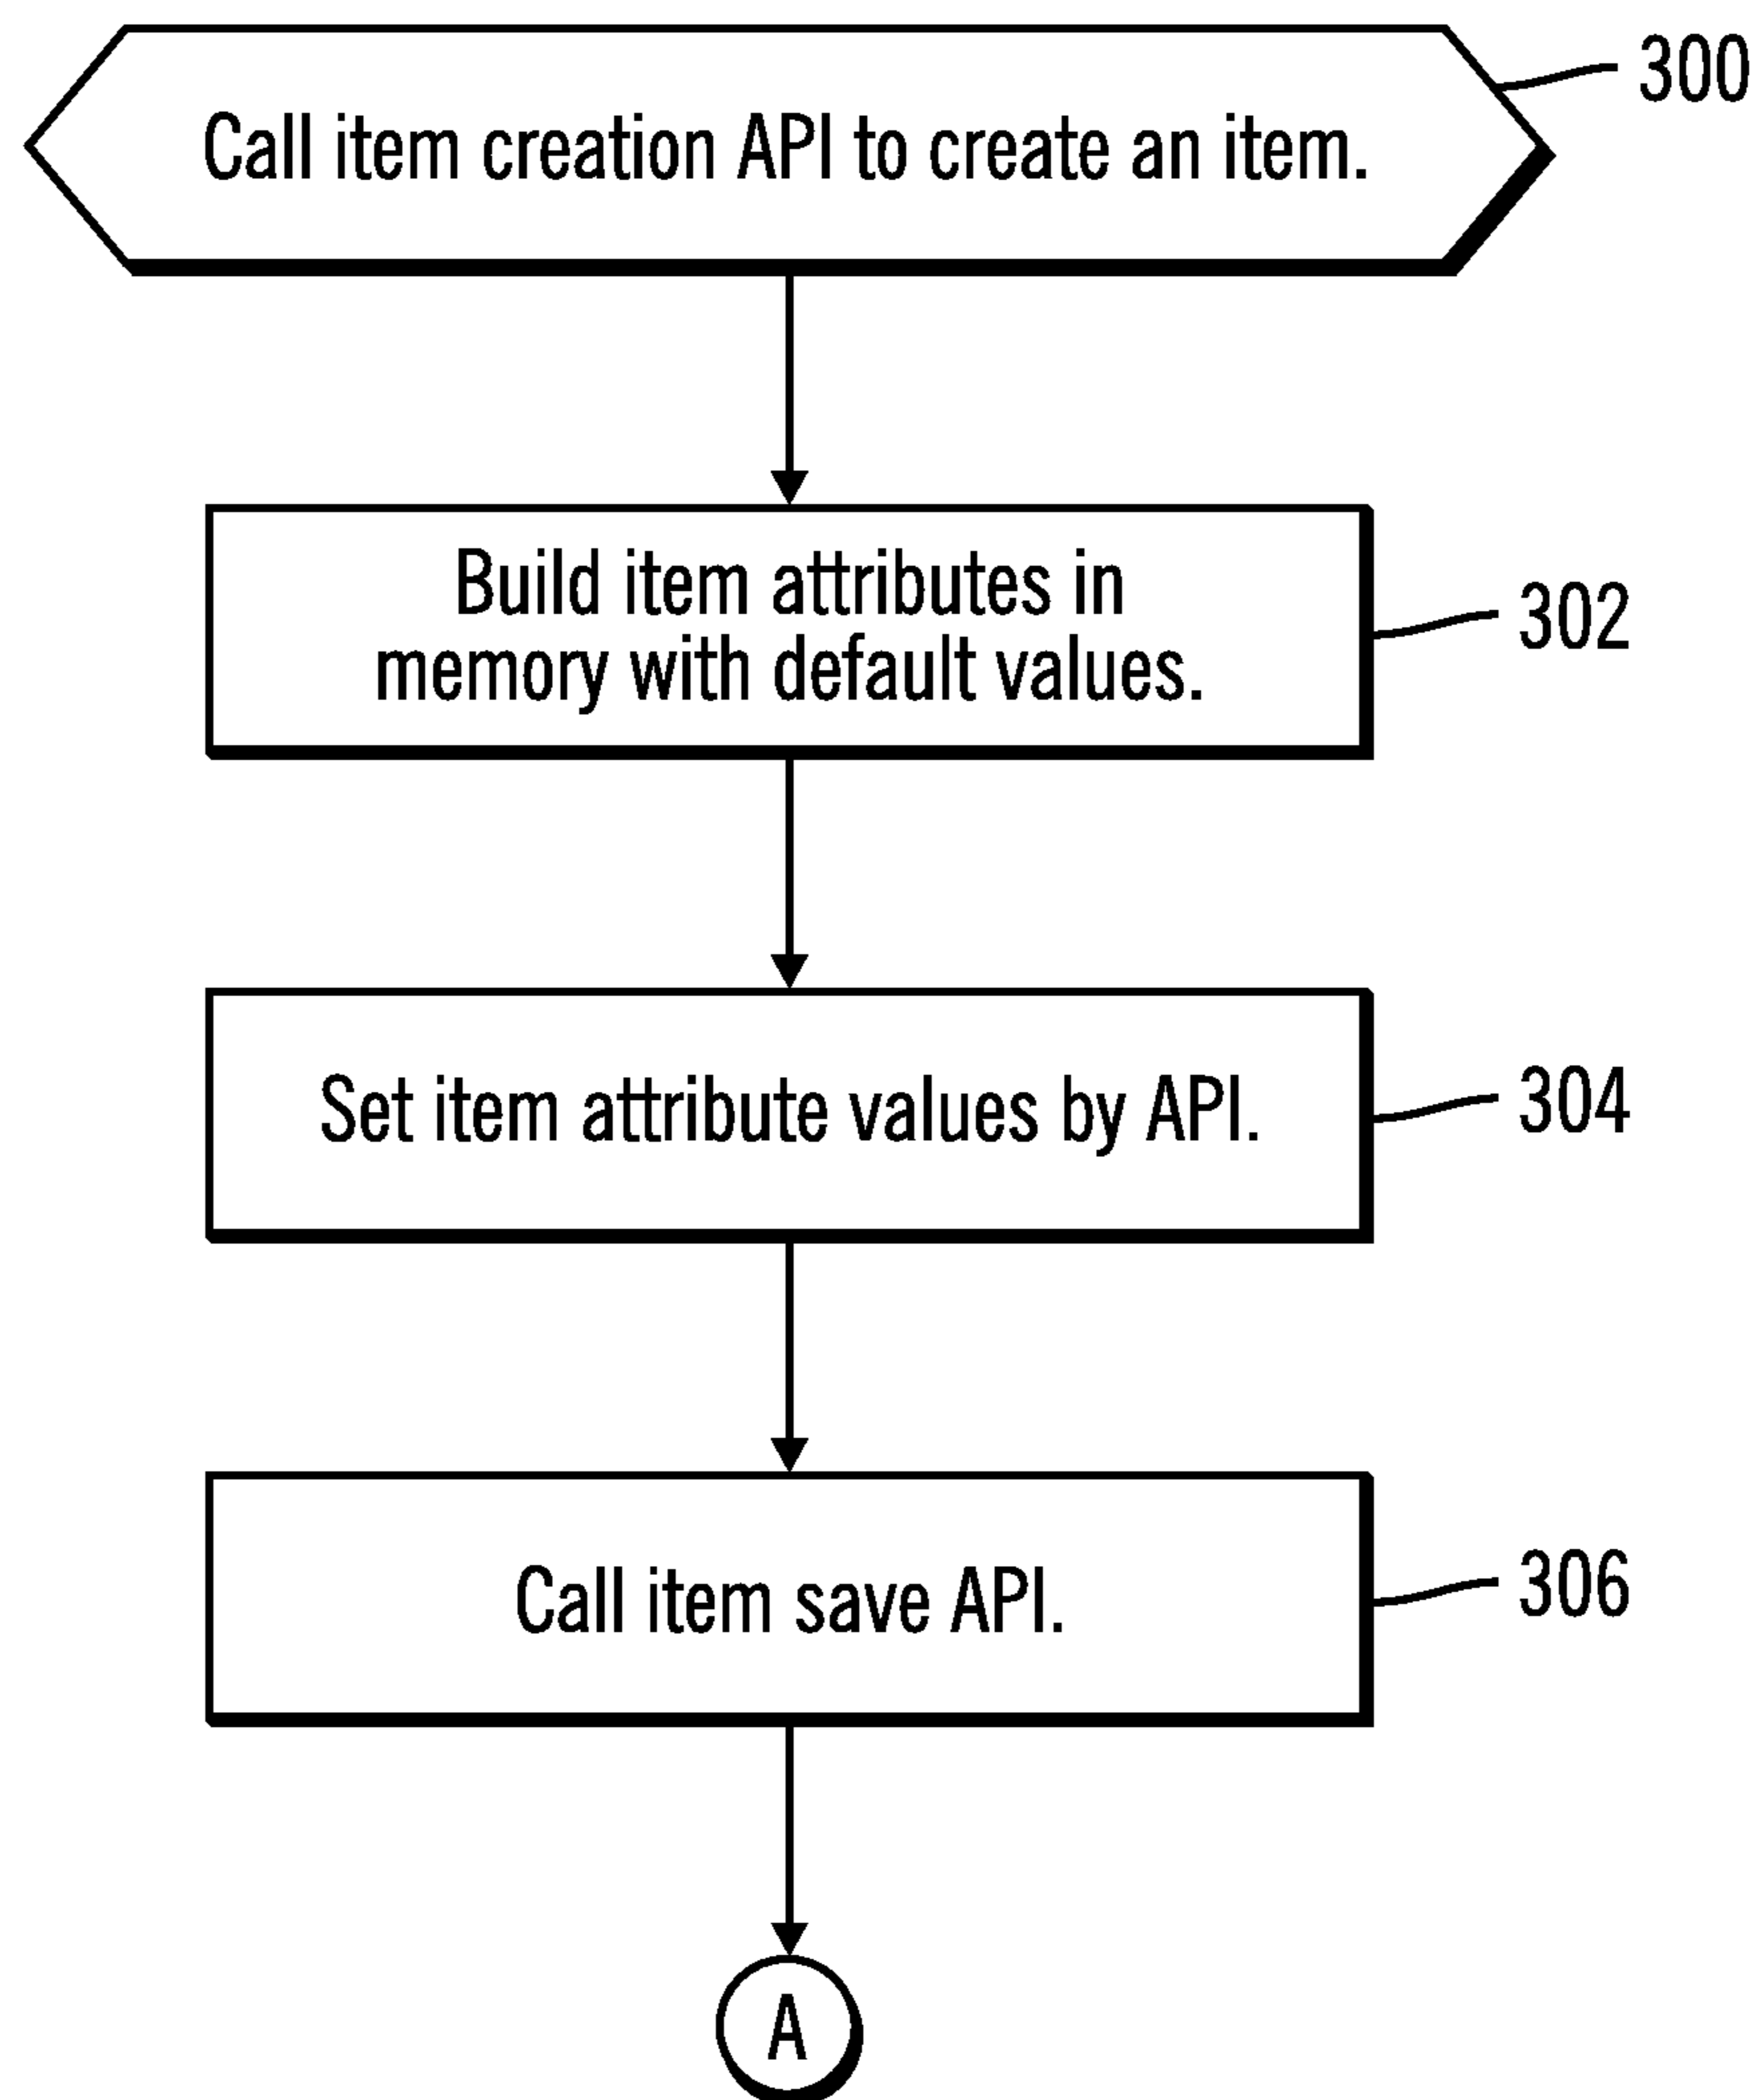 Call item creation API to create an item.
300
Build item attributes in
memory with default values.
302
Set item attribute values by API.
304
Call item save API.
306
A